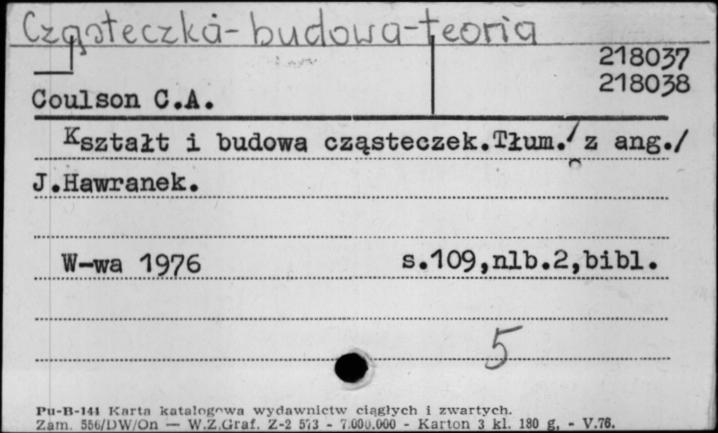 Cząsteczka-budowa-teoria
218037
218038
Coulson C.A.
Kształt i budowa cząsteczek.Tłum./z ang./
J.Hawranek.
W-wa 1976 s.109,nlb.2,bibl.
5
Pu-B-141 Karta katalogowa wydawnictw ciągłych i zwartych.
Zam. 556/DW/On — W.Z.Graf. Z-2 573 - 7.000.000 - Karton 3 kl. 180 g. - V.76.